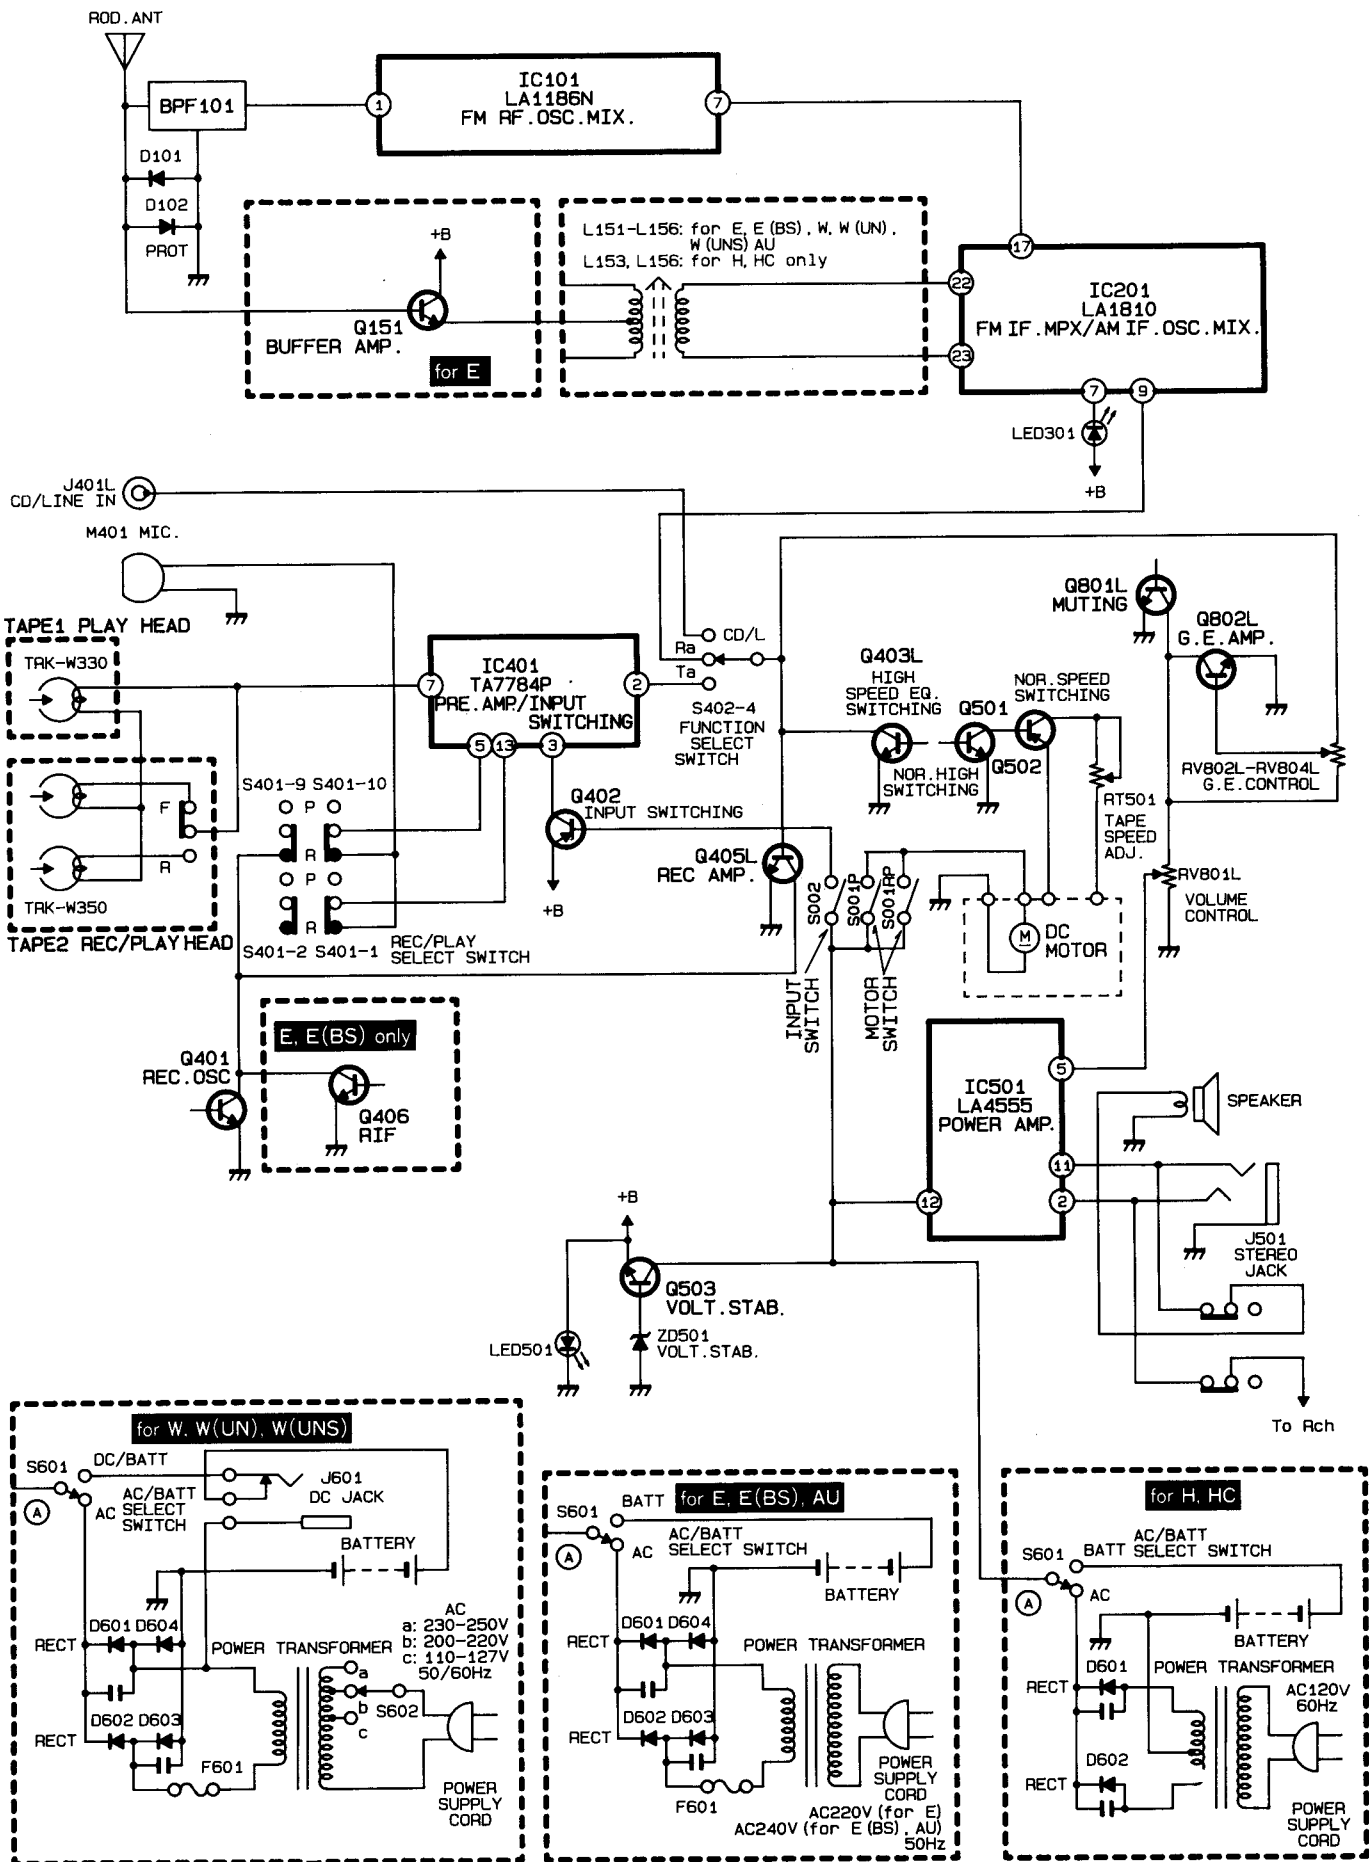 ROD.ANT
BPF101
1
IC101
LA1186N
FM RF.OSC.MIX.
7
D101
D102
PROT
+B
Q151
BUFFER AMP.
for E
L151-L156: for E, E(BS), W, W(UN),
W(UNS) AU
L153, L156: for H, HC only
17
22
23
IC201
LA1810
FM IF.MPX/AM IF.OSC.MIX.
7
9
LED301
+B
J401L
CD/LINE IN
M401 MIC.
TAPE1 PLAY HEAD
TRK-W330
TRK-W350
F
R
TAPE2 REC/PLAY HEAD
S401-9 S401-10
P
R
P
R
S401-2 S401-1
REC/PLAY
SELECT SWITCH
7
IC401
TA7784P
PRE.AMP/INPUT
SWITCHING
2
5
13
3
CD/L
Ra
Ta
S402-4
FUNCTION
SELECT
SWITCH
Q402
INPUT SWITCHING
+B
Q403L
HIGH
SPEED EQ.
SWITCHING
Q501
NOR.HIGH
SWITCHING
NOR.SPEED
SWITCHING
Q502
RT501
TAPE
SPEED
ADJ.
Q801L
MUTING
Q802L
G.E.AMP.
RV802L-RV804L
G.E.CONTROL
RV801L
VOLUME
CONTROL
Q405L
REC AMP.
S002
S001P
S001RP
INPUT
SWITCH
MOTOR
SWITCH
M
DC
MOTOR
E, E(BS) only
Q406
RIF
Q401
REC.OSC
IC501
LA4555
POWER AMP.
5
11
2
12
SPEAKER
J501
STEREO
JACK
To Rch
+B
Q503
VOLT.STAB.
LED501
ZD501
VOLT.STAB.
for W, W(UN), W(UNS)
S601
DC/BATT
AC
A
AC/BATT
SELECT
SWITCH
J601
DC JACK
BATTERY
D601 D604
RECT
D602 D603
RECT
F601
POWER TRANSFORMER
AC
a: 230-250V
b: 200-220V
c: 110-127V
50/60Hz
a
b
c
S602
POWER
SUPPLY
CORD
for E, E(BS), AU
S601
BATT
AC
A
AC/BATT
SELECT SWITCH
BATTERY
D601 D604
RECT
D602 D603
RECT
F601
POWER TRANSFORMER
POWER
SUPPLY
CORD
AC220V (for E)
AC240V (for E(BS), AU)
50Hz
for H, HC
S601
BATT
AC
A
AC/BATT
SELECT SWITCH
BATTERY
D601
RECT
D602
RECT
POWER TRANSFORMER
AC120V
60Hz
POWER
SUPPLY
CORD